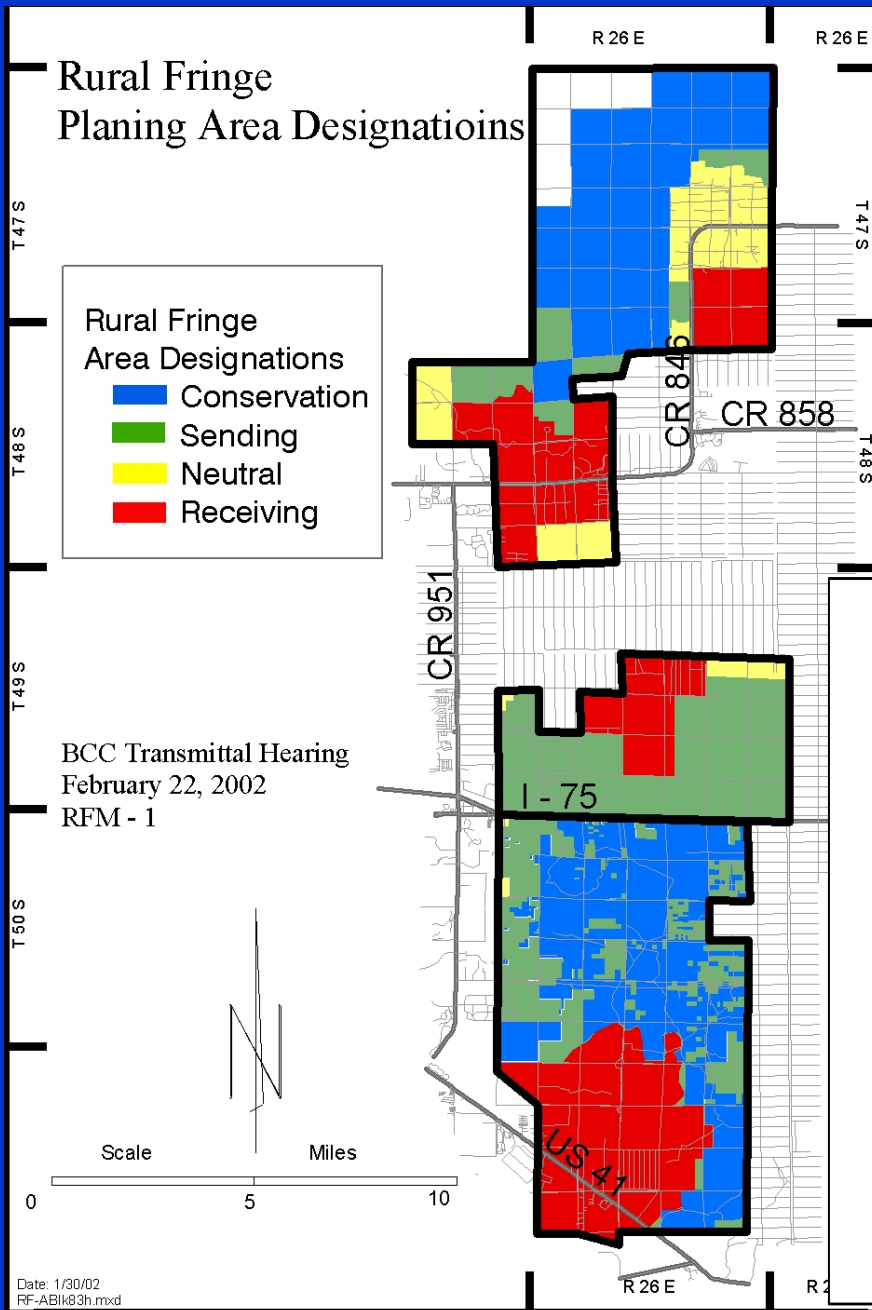 R 26 E
R 26 E
Rural Fringe
Planing Area Designatioins
T 47 S
T 47 S
Rural Fringe
Area Designations
Conservation
Sending
Neutral
Receiving
CR 846
CR 858
T 48 S
T 48 S
CR 951
T 49 S
BCC Transmittal Hearing
February 22, 2002
RFM - 1
I - 75
T 50 S
N
US 41
Scale
Miles
0
5
10
Date: 1/30/02
RF-ABlk83h.mxd
R 26 E